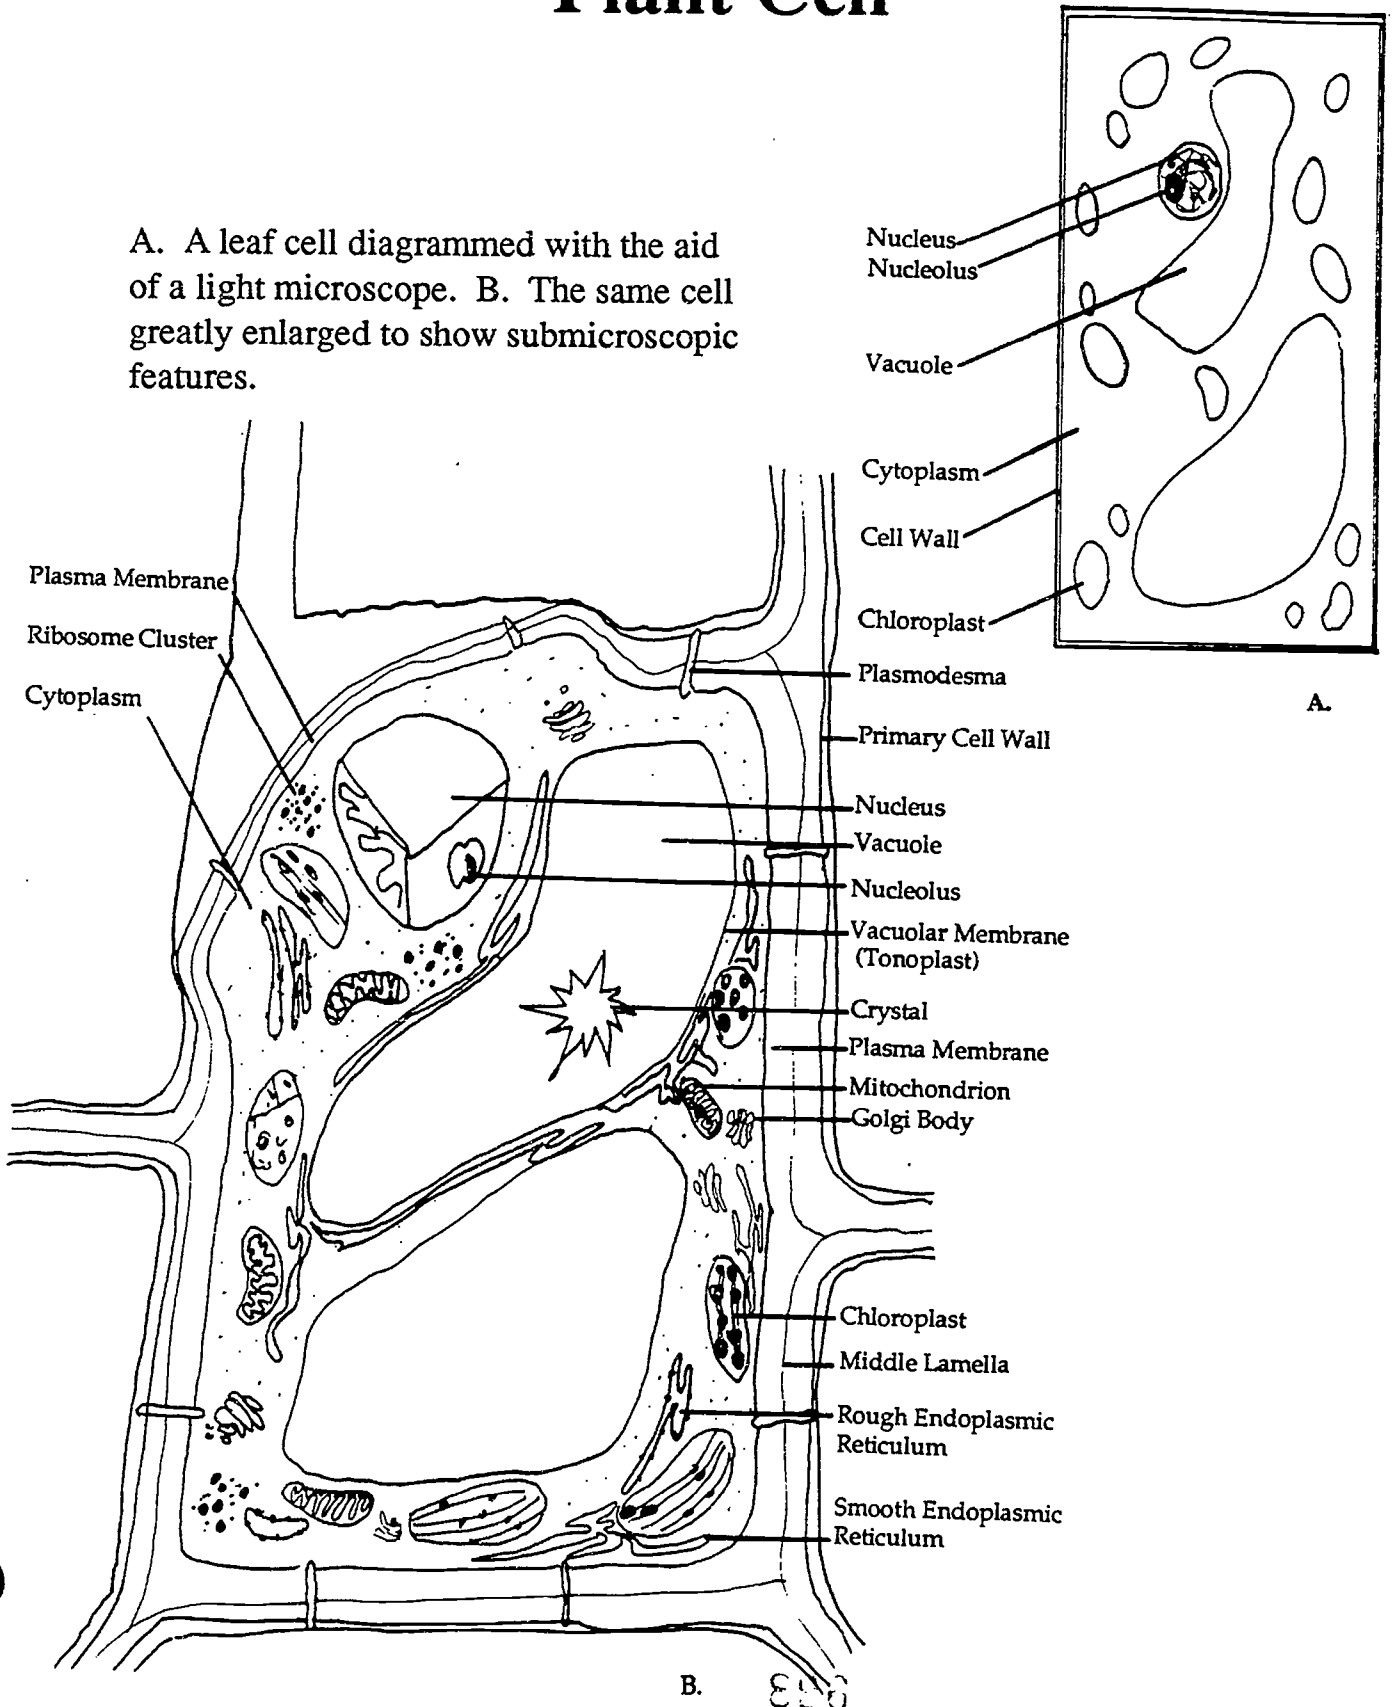 Plant Cell
A. A leaf cell diagrammed with the aid
of a light microscope. B. The same cell
greatly enlarged to show submicroscopic
features.
Nucleus
Nucleolus
Vacuole
Cytoplasm
Cell Wall
Chloroplast
A.
Plasma Membrane
Ribosome Cluster
Cytoplasm
Plasmodesma
Primary Cell Wall
Nucleus
Vacuole
Nucleolus
Vacuolar Membrane
(Tonoplast)
Crystal
Plasma Membrane
Mitochondrion
Golgi Body
Chloroplast
Middle Lamella
Rough Endoplasmic
Reticulum
Smooth Endoplasmic
Reticulum
B.